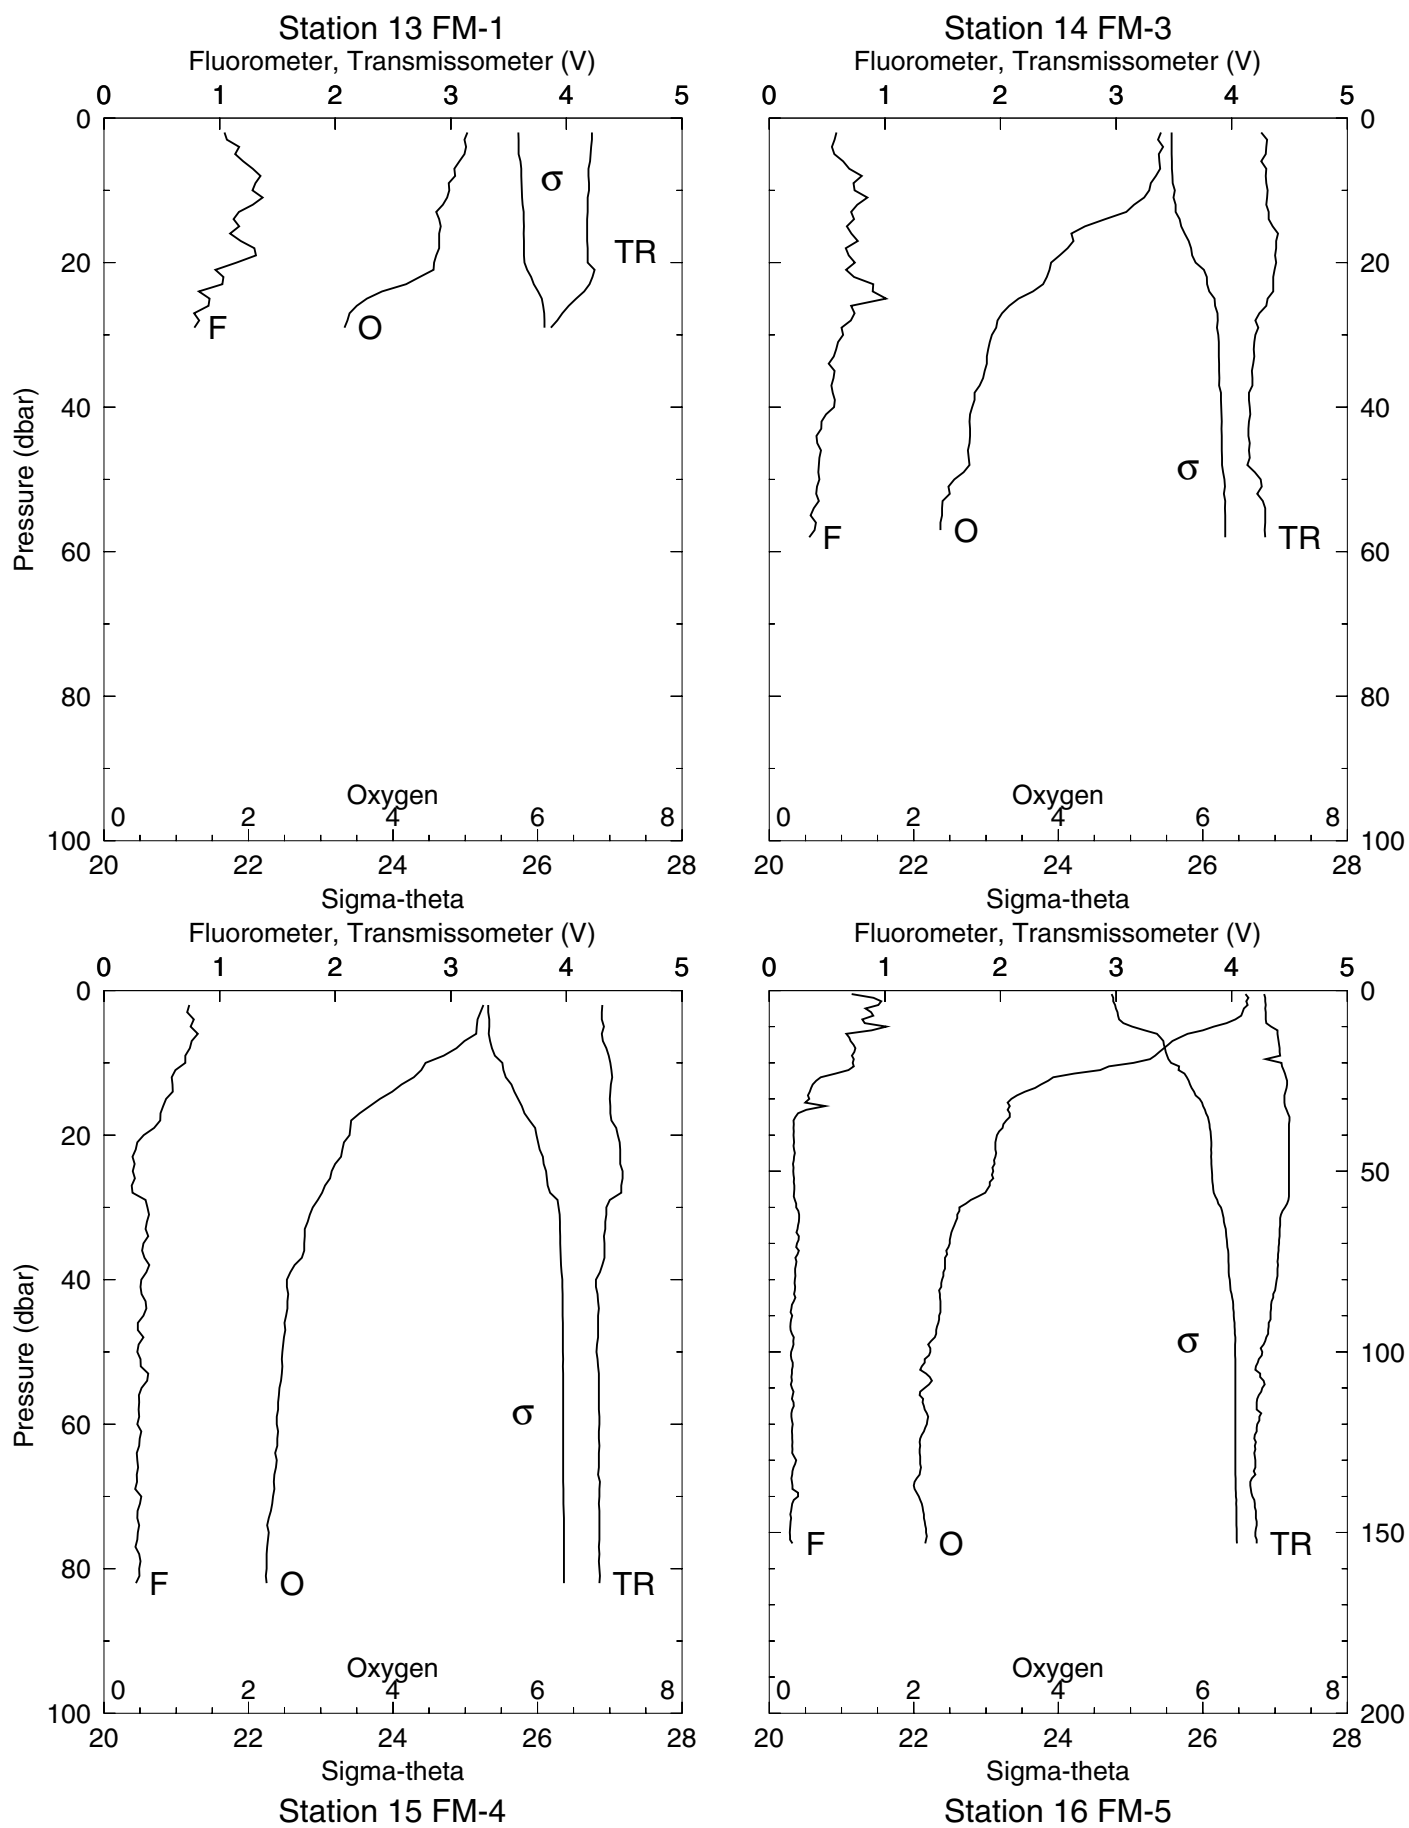 Station 13 FM-1
Fluorometer, Transmissometer (V)
0 1 2 3 4 5
0
20
40
60
80
100
Pressure (dbar)
σ
TR
F
O
Oxygen
0 2 4 6 8
20 22 24 26 28
Sigma-theta
Station 14 FM-3
Fluorometer, Transmissometer (V)
0 1 2 3 4 5
0
20
40
60
80
100
σ
F
O
TR
Oxygen
0 2 4 6 8
20 22 24 26 28
Sigma-theta
Fluorometer, Transmissometer (V)
0 1 2 3 4 5
0
20
40
60
80
100
Pressure (dbar)
σ
F
O
TR
Oxygen
0 2 4 6 8
20 22 24 26 28
Sigma-theta
Station 15 FM-4
Fluorometer, Transmissometer (V)
0 1 2 3 4 5
0
50
100
150
200
σ
F
O
TR
Oxygen
0 2 4 6 8
20 22 24 26 28
Sigma-theta
Station 16 FM-5